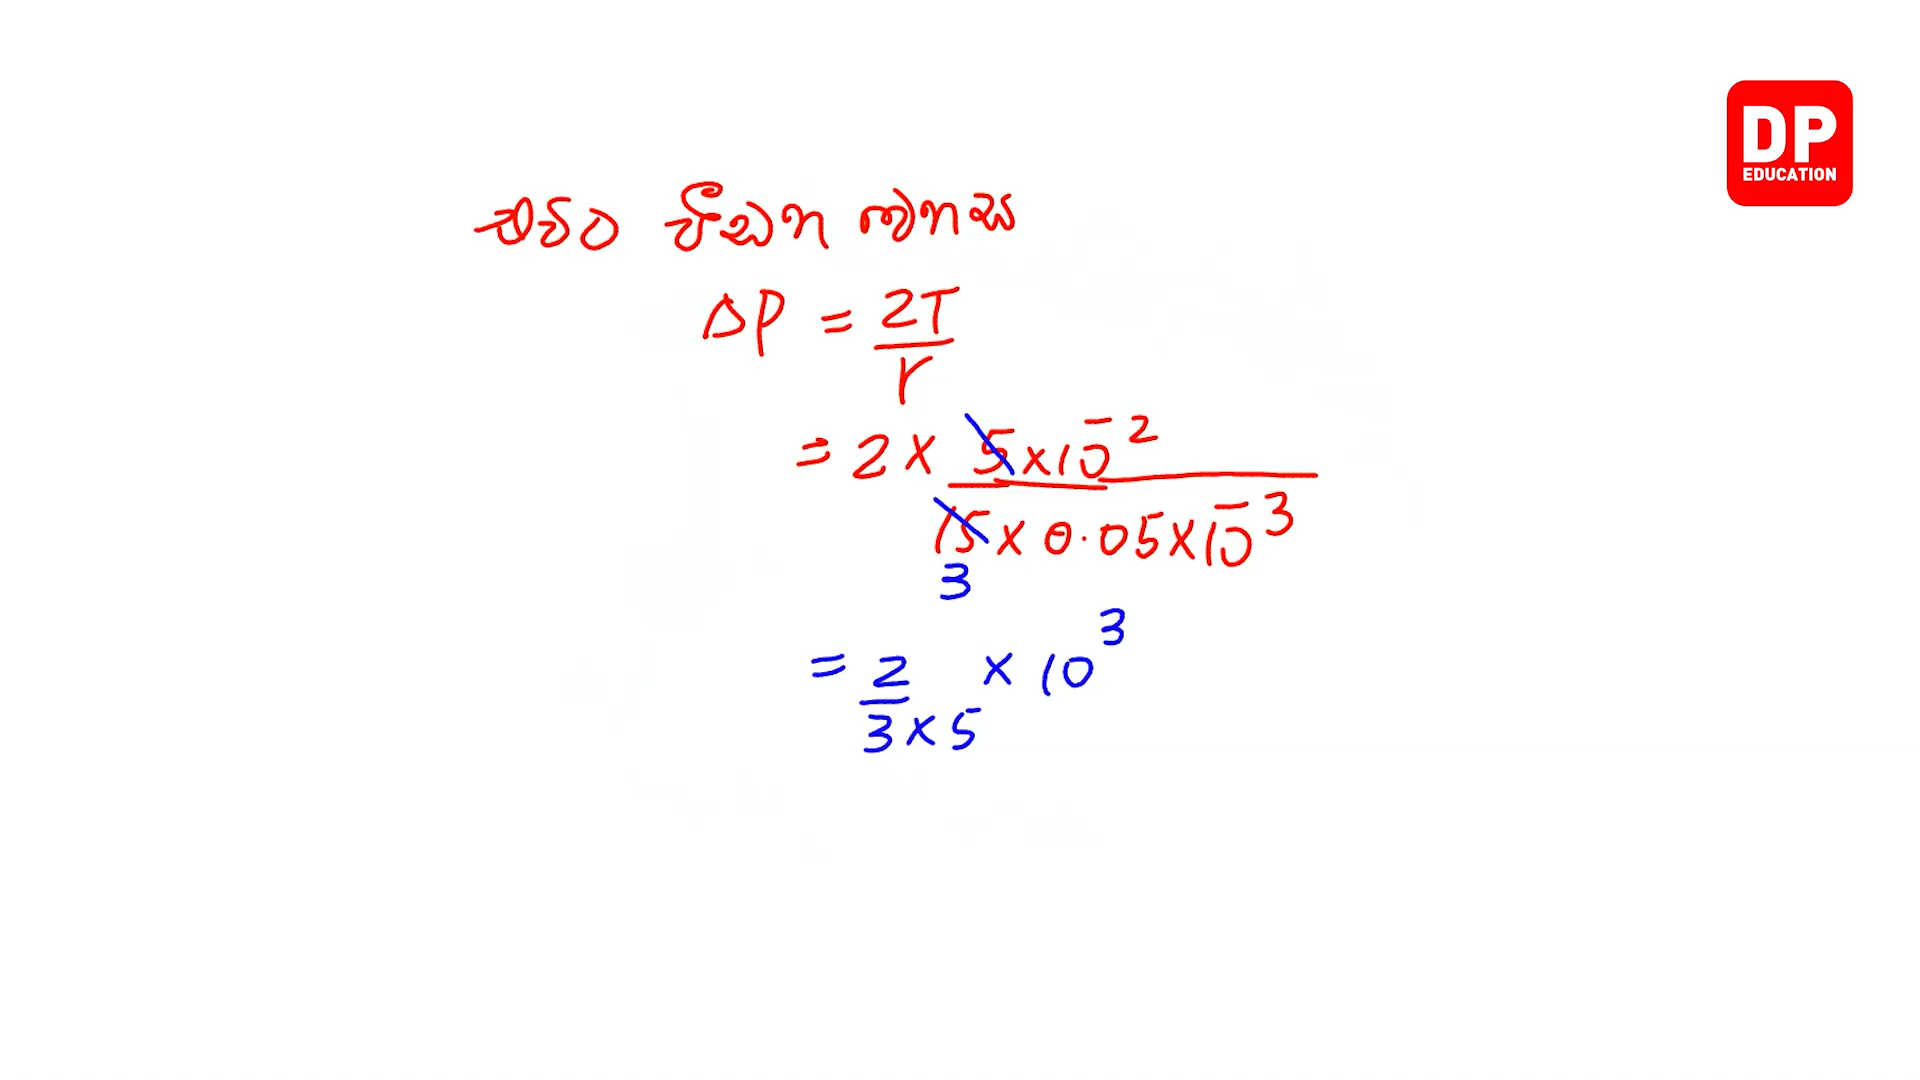 DP
EDUCATION
චරම පීඩන වෙනස
ΔP = 2T / r
= 2 × 5 × 10⁻² / 15 × 0.05 × 10⁻³
3
= 2 / 3 × 5 × 10³